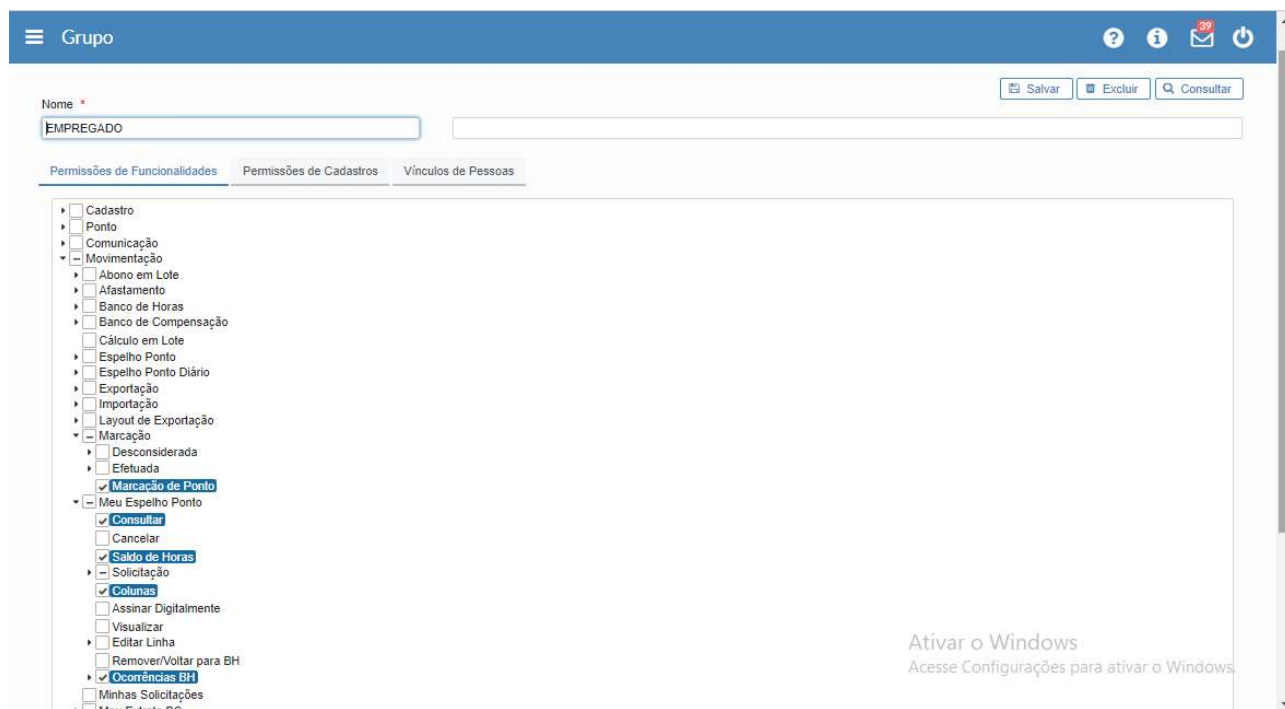 Grupo
39
Salvar Excluir Consultar
Nome *
EMPREGADO
Permissões de Funcionalidades Permissões de Cadastros Vínculos de Pessoas
Cadastro
Ponto
Comunicação
Movimentação
Abono em Lote
Afastamento
Banco de Horas
Banco de Compensação
Cálculo em Lote
Espelho Ponto
Espelho Ponto Diário
Exportação
Importação
Layout de Exportação
Marcação
Desconsiderada
Efetuada
Marcação de Ponto
Meu Espelho Ponto
Consultar
Cancelar
Saldo de Horas
Solicitação
Colunas
Assinar Digitalmente
Visualizar
Editar Linha
Remover/Voltar para BH
Ocorrências BH
Minhas Solicitações
Ativar o Windows
Acesse Configurações para ativar o Windows.